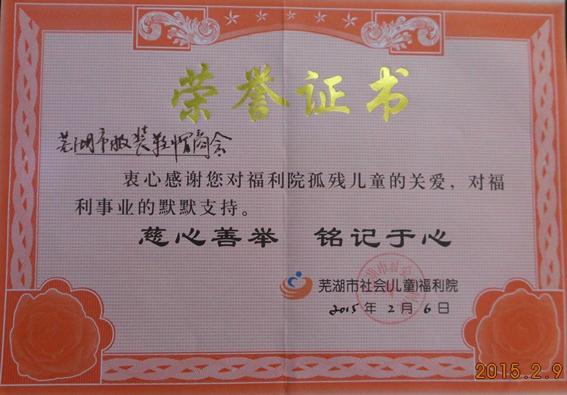 荣誉证书
芜湖市服装鞋帽商会
衷心感谢您对福利院孤残儿童的关爱，对福
利事业的默默支持。
慈心善举 铭记于心
芜湖市社会(儿童)福利院
2015年2月6日
2015.2.9